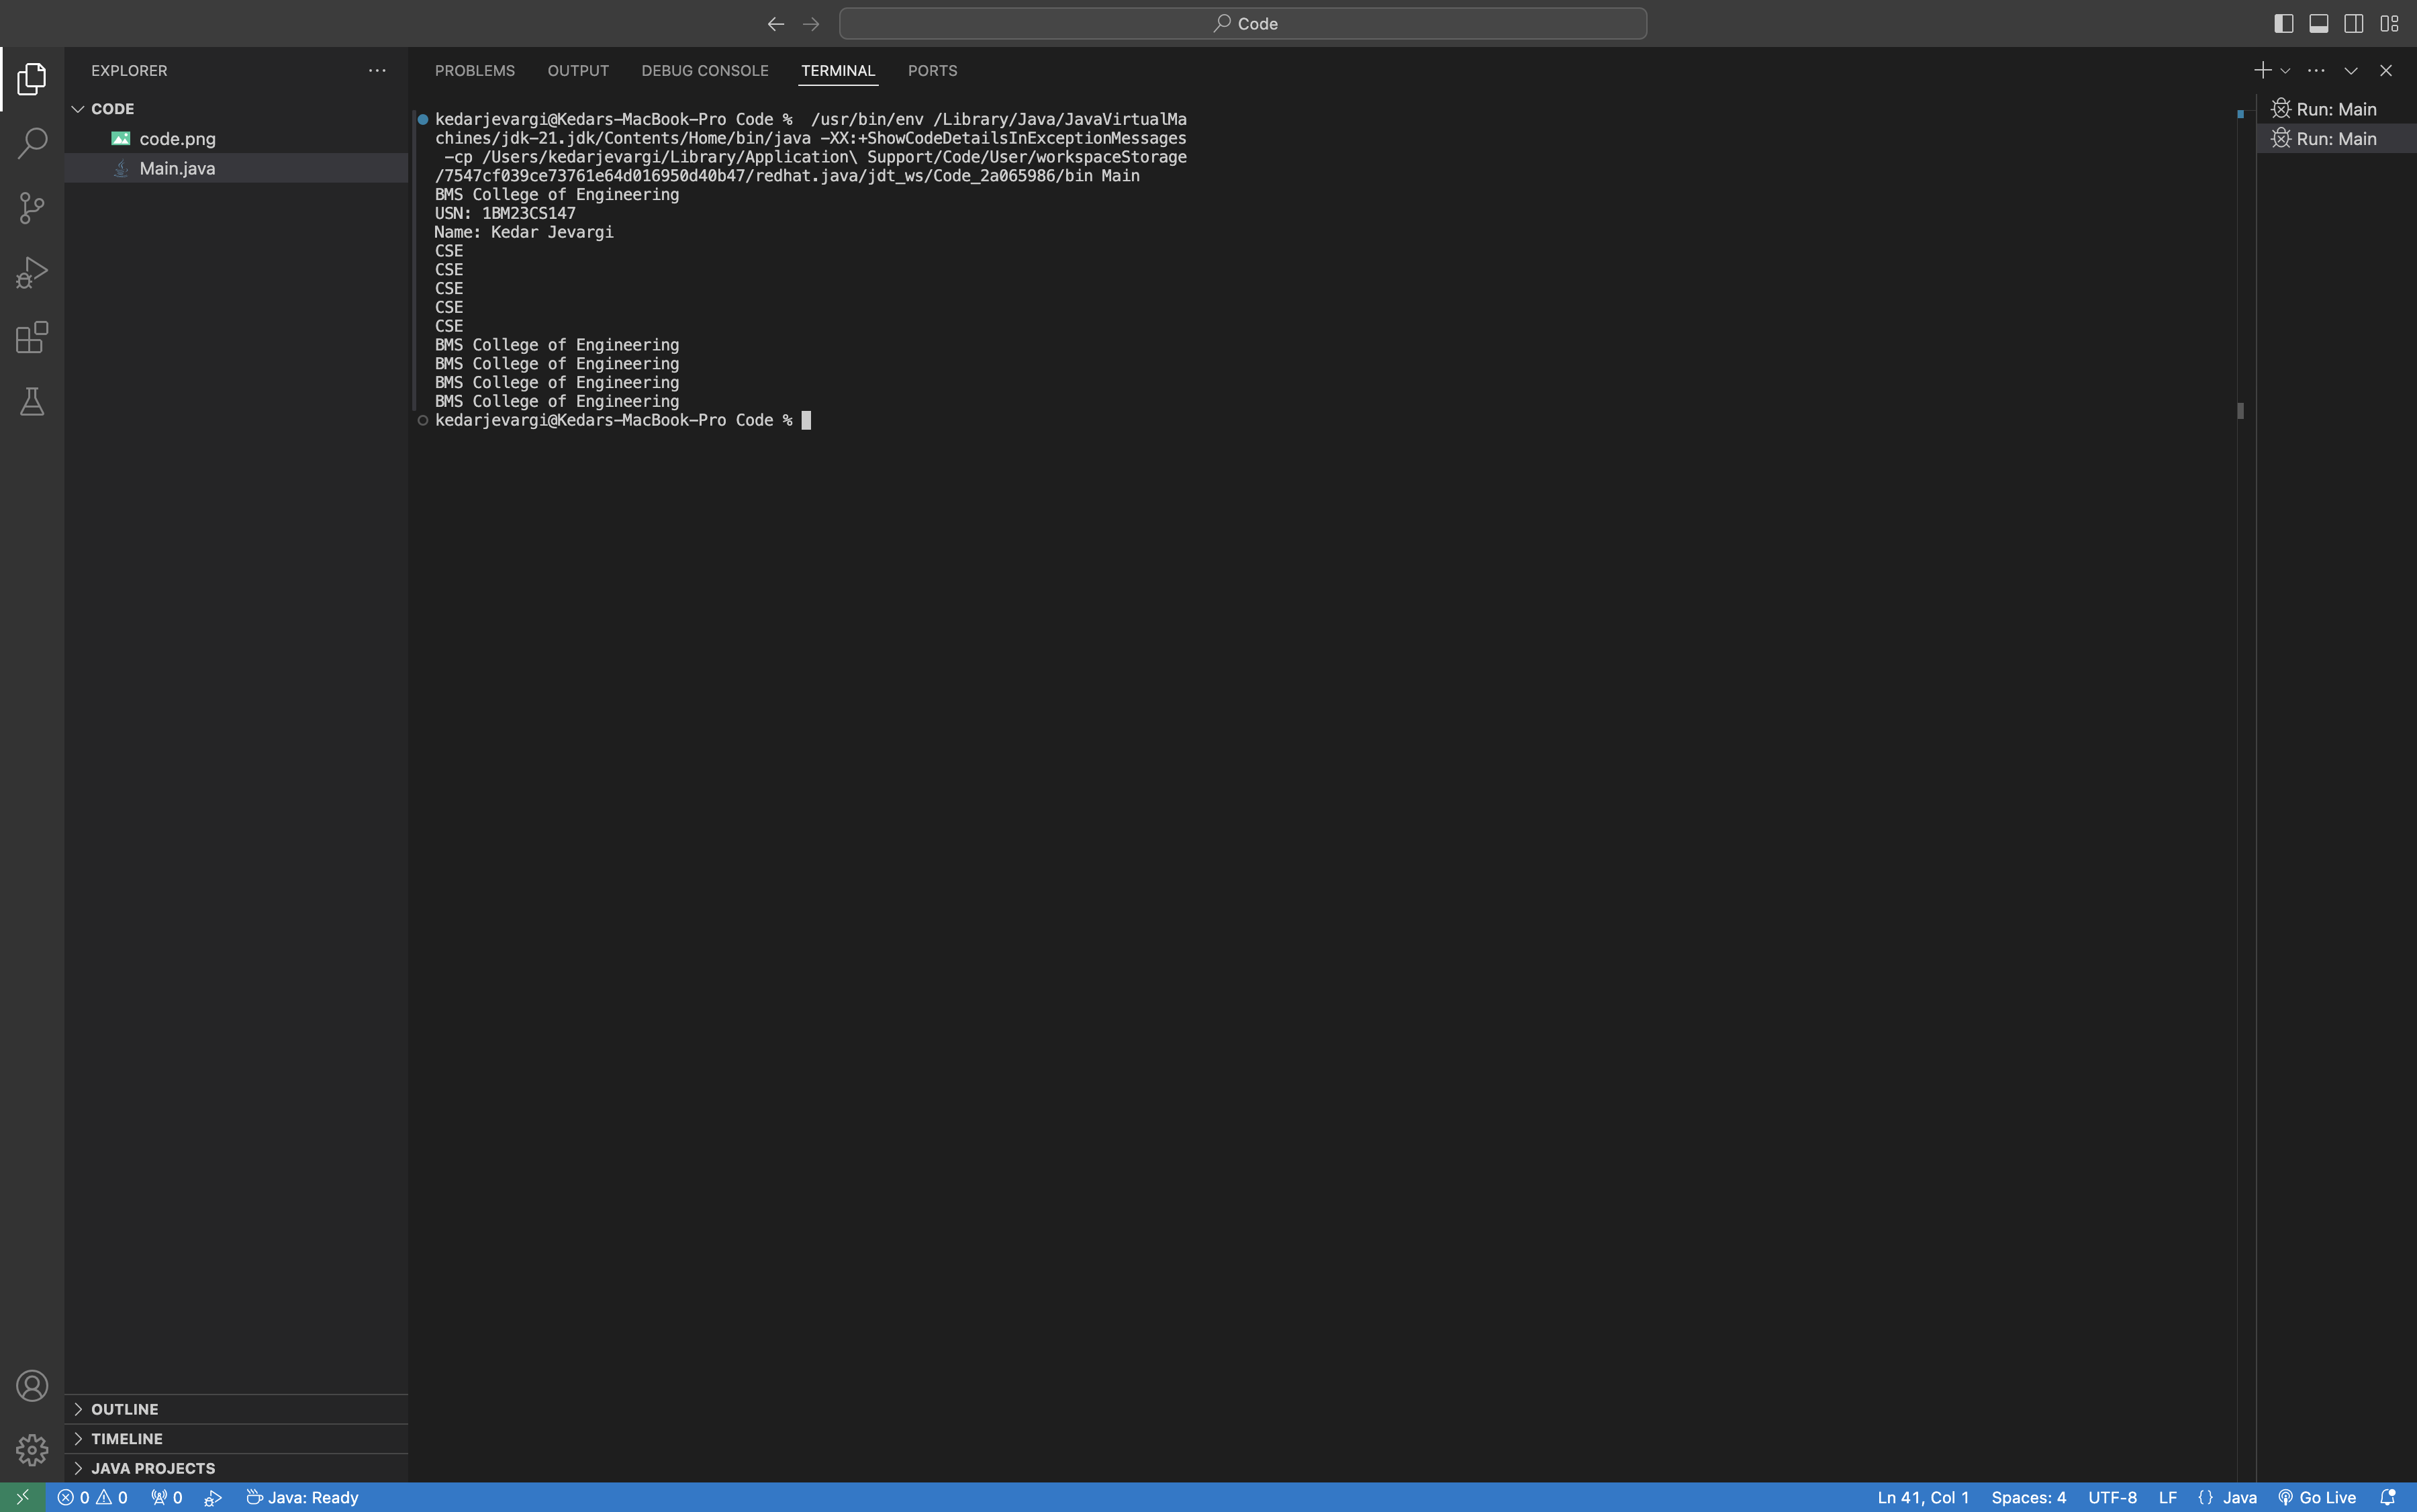 Code
EXPLORER
CODE
code.png
Main.java
OUTLINE
TIMELINE
JAVA PROJECTS
PROBLEMS OUTPUT DEBUG CONSOLE TERMINAL PORTS
kedarjevargi@Kedars-MacBook-Pro Code %  /usr/bin/env /Library/Java/JavaVirtualMa
chines/jdk-21.jdk/Contents/Home/bin/java -XX:+ShowCodeDetailsInExceptionMessages
 -cp /Users/kedarjevargi/Library/Application\ Support/Code/User/workspaceStorage
/7547cf039ce73761e64d016950d40b47/redhat.java/jdt_ws/Code_2a065986/bin Main
BMS College of Engineering
USN: 1BM23CS147
Name: Kedar Jevargi
CSE
CSE
CSE
CSE
CSE
BMS College of Engineering
BMS College of Engineering
BMS College of Engineering
BMS College of Engineering
kedarjevargi@Kedars-MacBook-Pro Code %
Run: Main
Run: Main
0 0 0 Java: Ready Ln 41, Col 1 Spaces: 4 UTF-8 LF {} Java Go Live